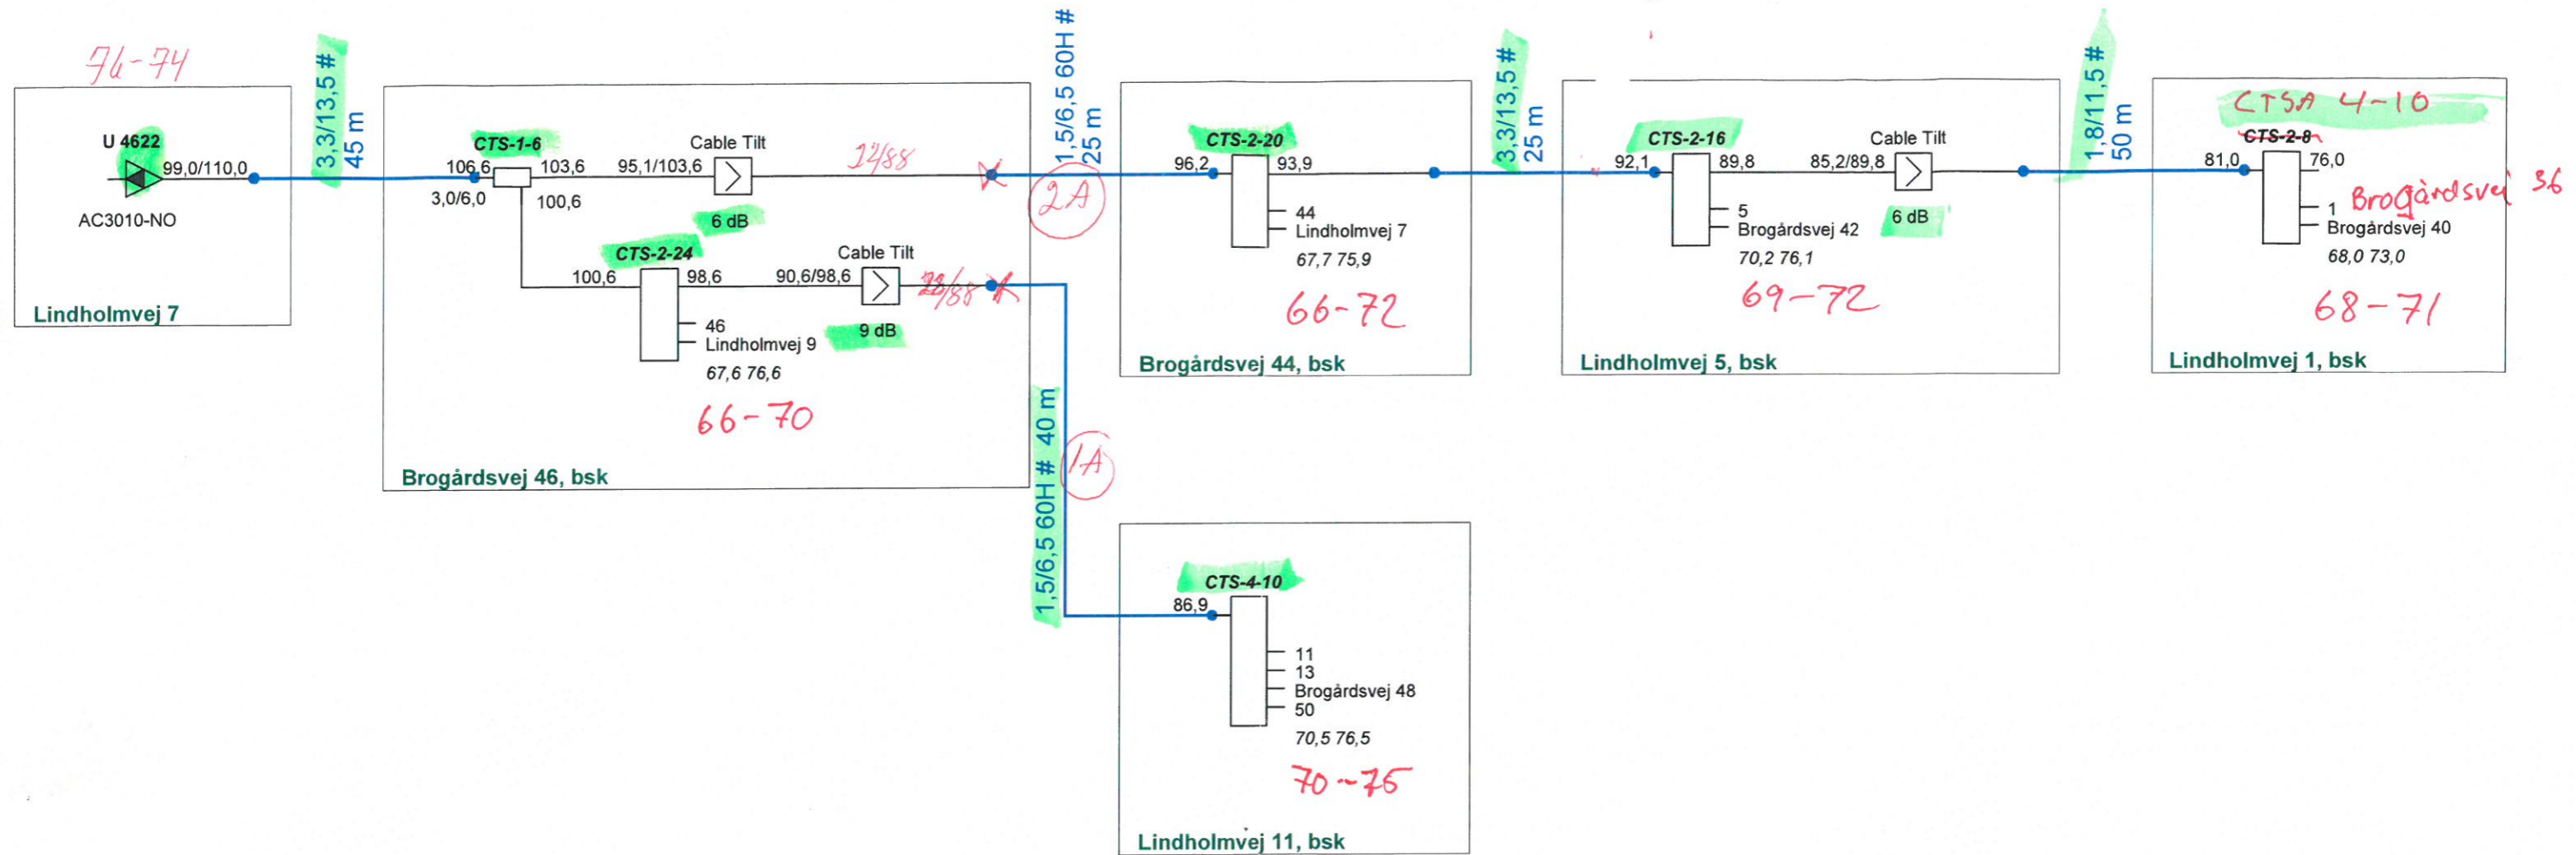 76-74
U 4622
99,0/110,0
AC3010-NO
Lindholmvej 7
3,3/13,5 #
45 m
CTS-1-6
106,6
103,6
3,0/6,0
100,6
95,1/103,6
Cable Tilt
6 dB
CTS-2-24
100,6
98,6
90,6/98,6
Cable Tilt
9 dB
46
Lindholmvej 9
67,6 76,6
66-70
Brogårdsvej 46, bsk
1,5/6,5 60H #
25 m
2A
1,5/6,5 60H # 40 m
1A
CTS-2-20
96,2
93,9
44
Lindholmvej 7
67,7 75,9
66-72
Brogårdsvej 44, bsk
3,3/13,5 #
25 m
CTS-2-16
92,1
89,8
85,2/89,8
Cable Tilt
6 dB
5
Brogårdsvej 42
70,2 76,1
69-72
Lindholmvej 5, bsk
1,8/11,5 #
50 m
CTSA 4-10
CTS-2-8
81,0
76,0
Brogårdsvej 36
1
Brogårdsvej 40
68,0 73,0
68-71
Lindholmvej 1, bsk
CTS-4-10
86,9
11
13
Brogårdsvej 48
50
70,5 76,5
70-75
Lindholmvej 11, bsk